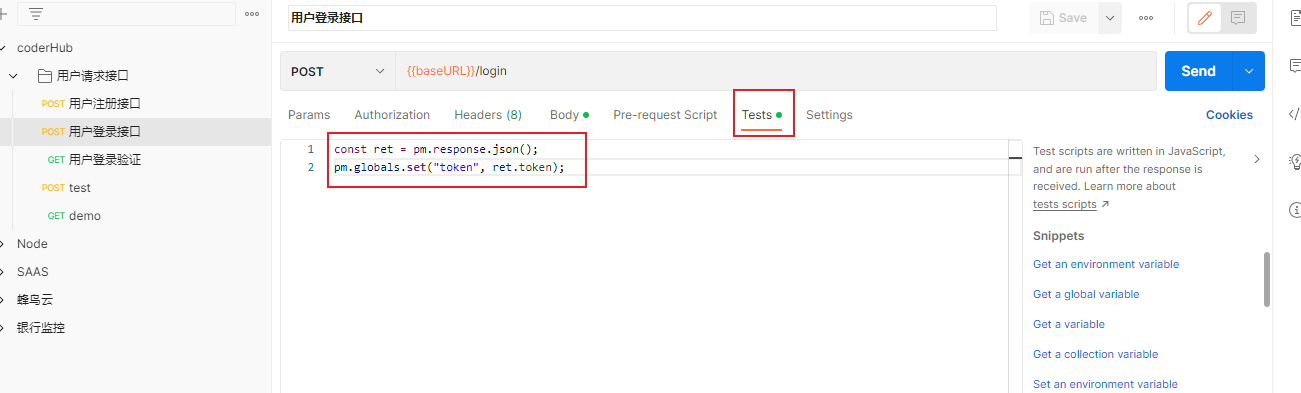 coderHub
用户请求接口
POST 用户注册接口
POST 用户登录接口
GET 用户登录验证
POST test
GET demo
Node
SAAS
蜂鸟云
银行监控
用户登录接口
Save
POST
{{baseURL}}/login
Send
Params
Authorization
Headers (8)
Body
Pre-request Script
Tests
Settings
Cookies
1 const ret = pm.response.json();
2 pm.globals.set("token", ret.token);
Test scripts are written in JavaScript,
and are run after the response is
received. Learn more about
tests scripts ↗
Snippets
Get an environment variable
Get a global variable
Get a variable
Get a collection variable
Set an environment variable